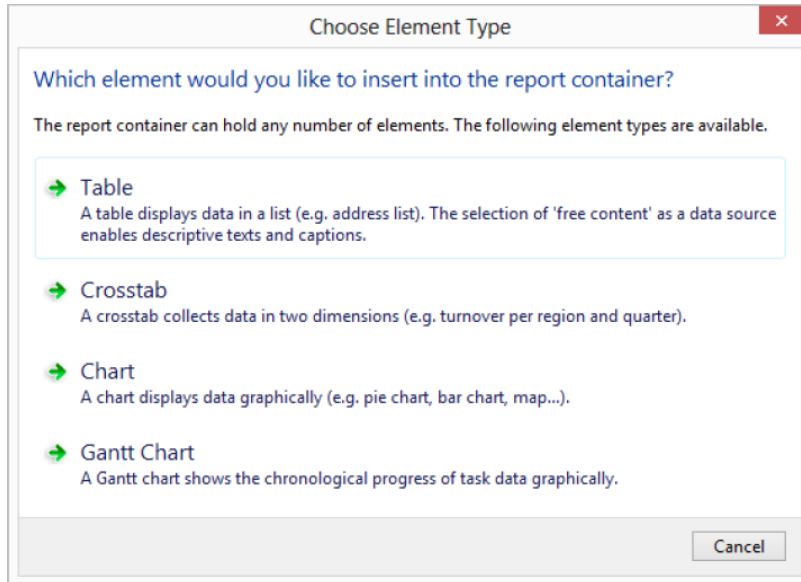 Choose Element Type
Which element would you like to insert into the report container?
The report container can hold any number of elements. The following element types are available.
Table
A table displays data in a list (e.g. address list). The selection of 'free content' as a data source
enables descriptive texts and captions.
Crosstab
A crosstab collects data in two dimensions (e.g. turnover per region and quarter).
Chart
A chart displays data graphically (e.g. pie chart, bar chart, map...).
Gantt Chart
A Gantt chart shows the chronological progress of task data graphically.
Cancel